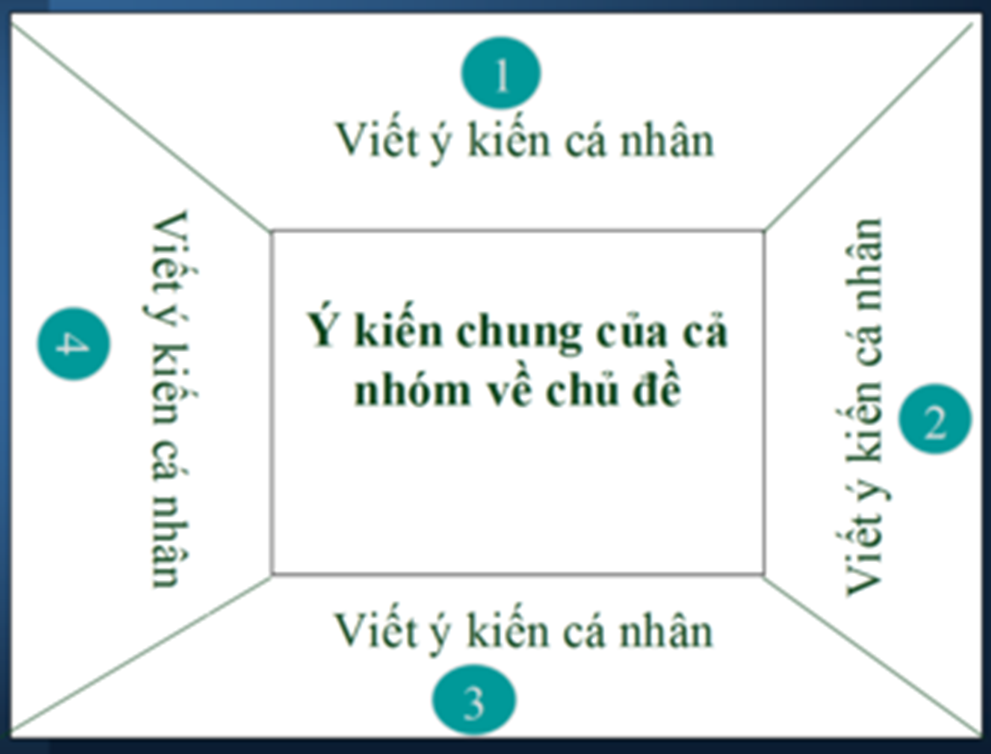 1
Viết ý kiến cá nhân
Viết ý kiến cá nhân
4
Ý kiến chung của cả
nhóm về chủ đề
Viết ý kiến cá nhân
2
Viết ý kiến cá nhân
3